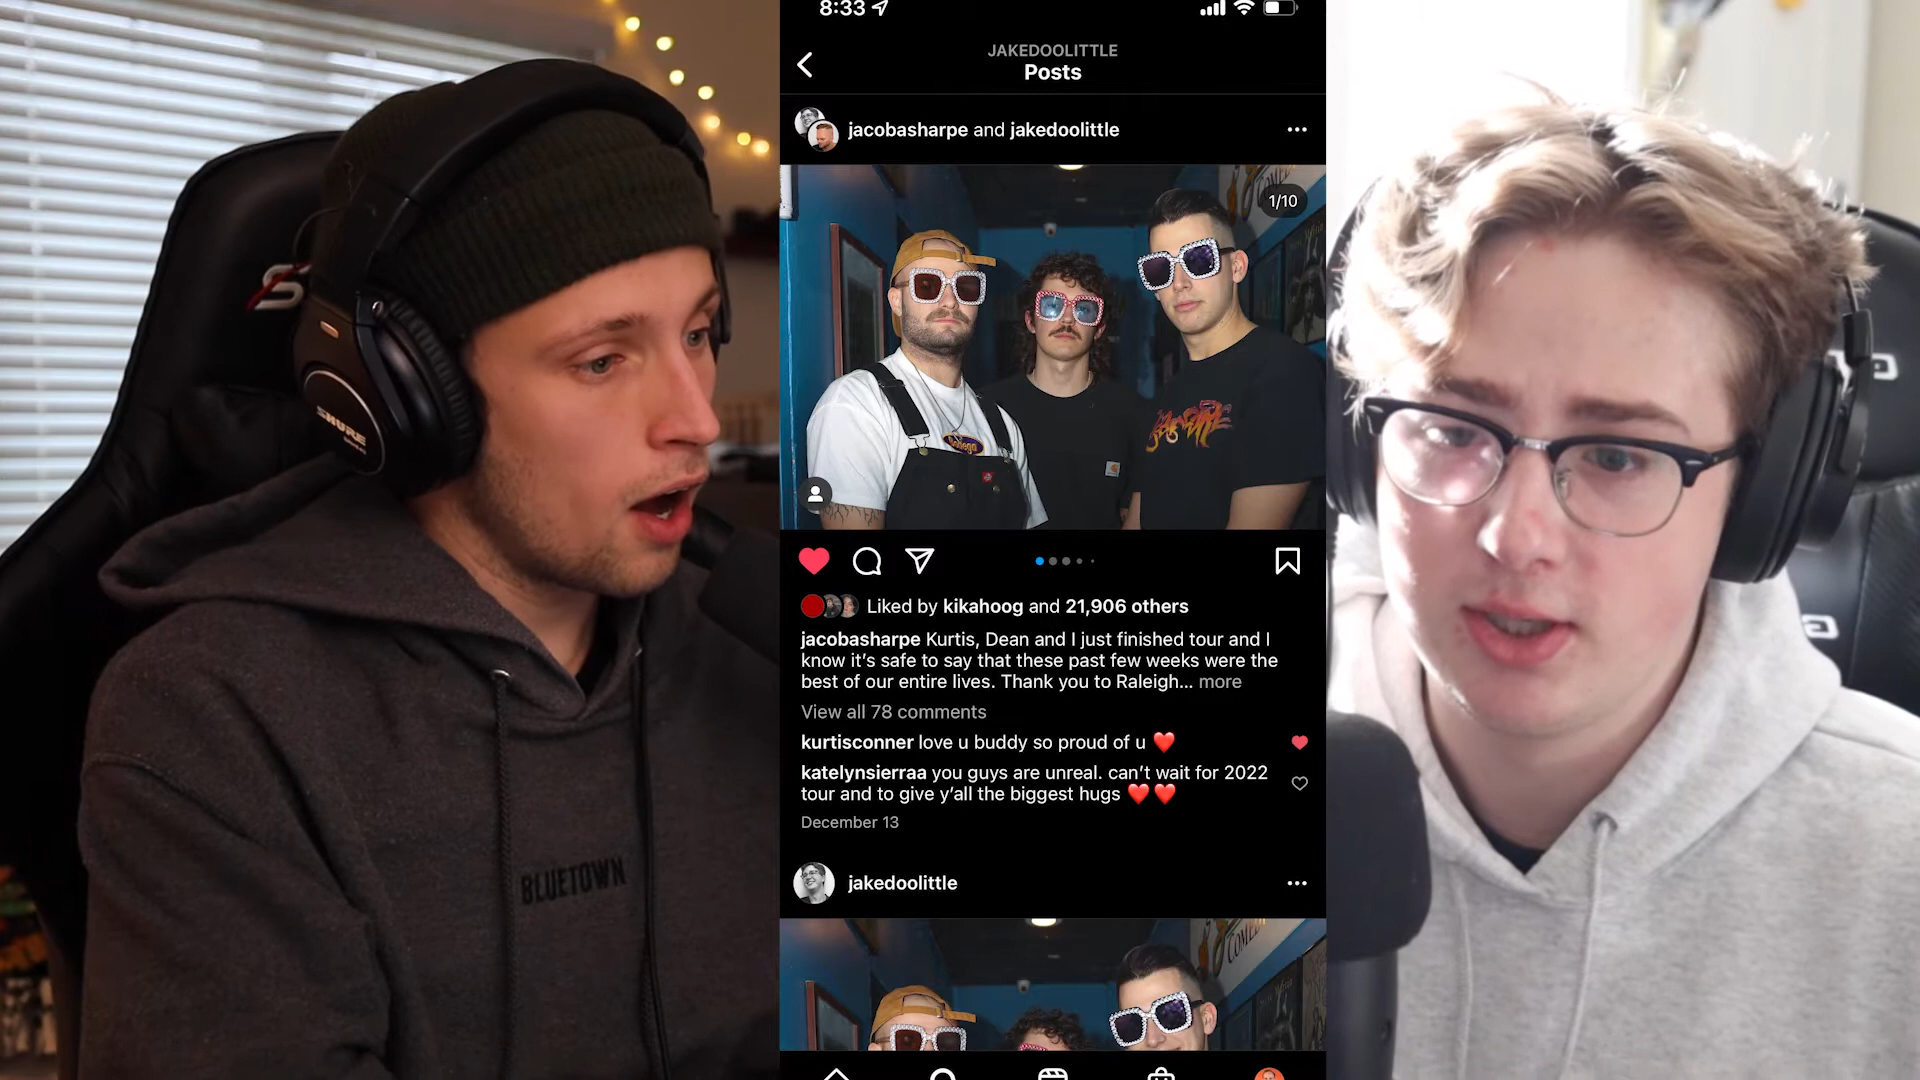 8:33
JAKEDOOLITTLE
Posts
jacobasharpe and jakedoolittle
1/10
SHURE
BLUETOWN
Liked by kikahoog and 21,906 others
jacobasharpe Kurtis, Dean and I just finished tour and I
know it's safe to say that these past few weeks were the
best of our entire lives. Thank you to Raleigh... more
View all 78 comments
kurtisconner love u buddy so proud of u ❤️
katelynsierraa you guys are unreal. can't wait for 2022
tour and to give y'all the biggest hugs ❤️❤️
December 13
jakedoolittle